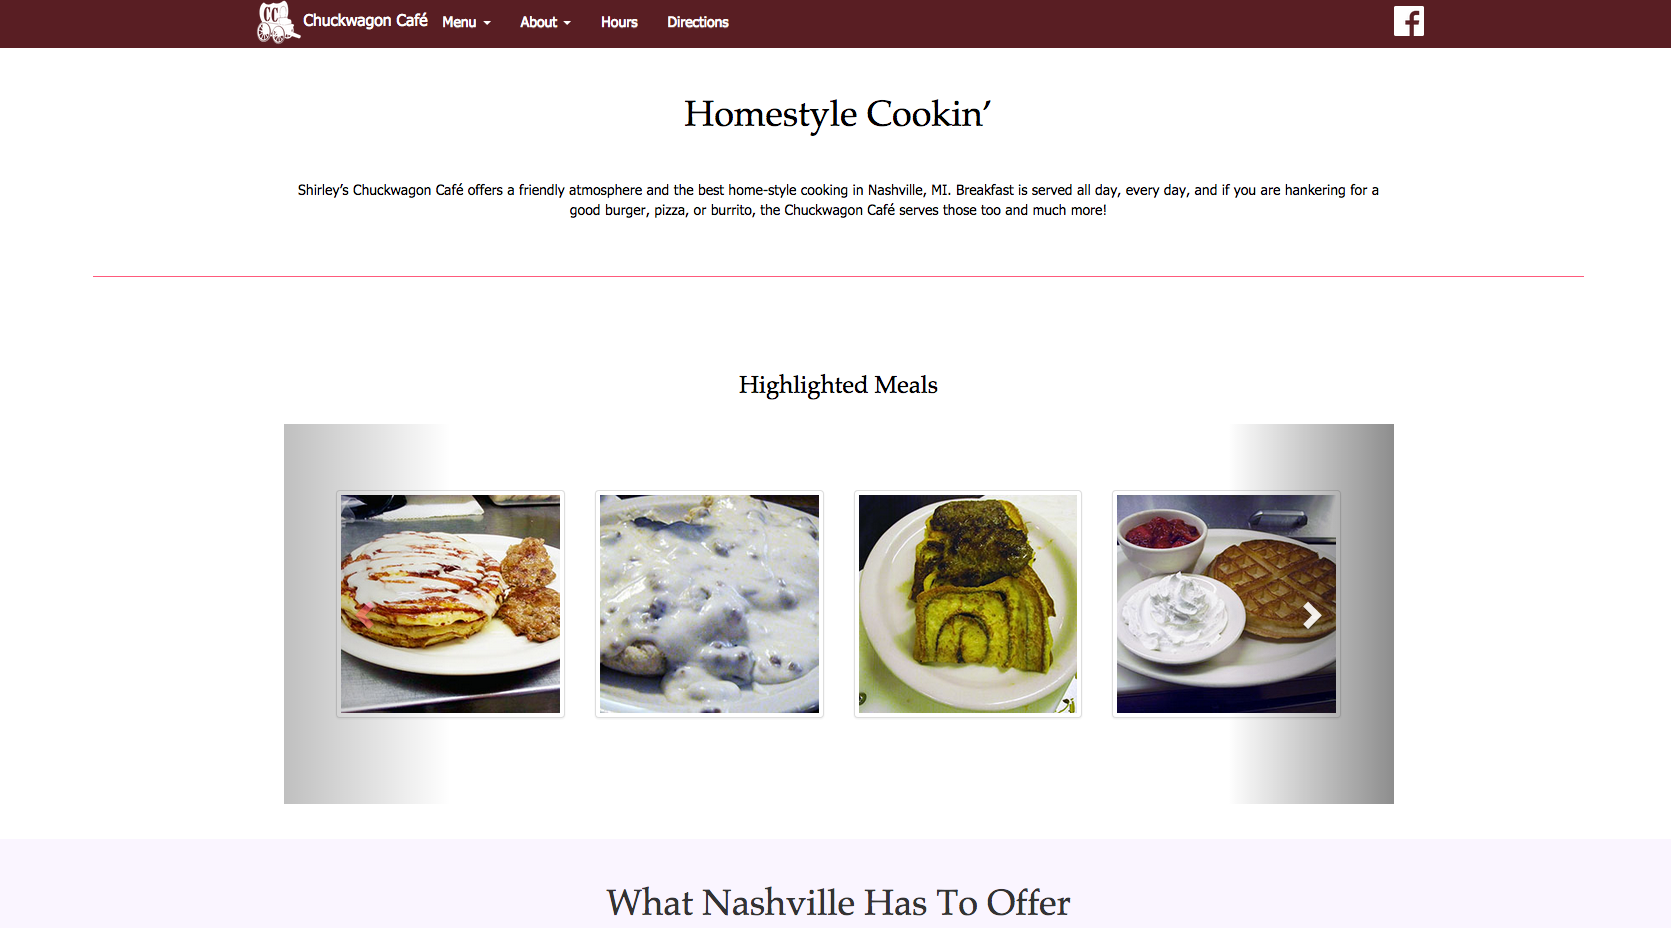 CC
Chuckwagon Café Menu About Hours Directions
Homestyle Cookin’
Shirley’s Chuckwagon Café offers a friendly atmosphere and the best home-style cooking in Nashville, MI. Breakfast is served all day, every day, and if you are hankering for a
good burger, pizza, or burrito, the Chuckwagon Café serves those too and much more!
Highlighted Meals
What Nashville Has To Offer